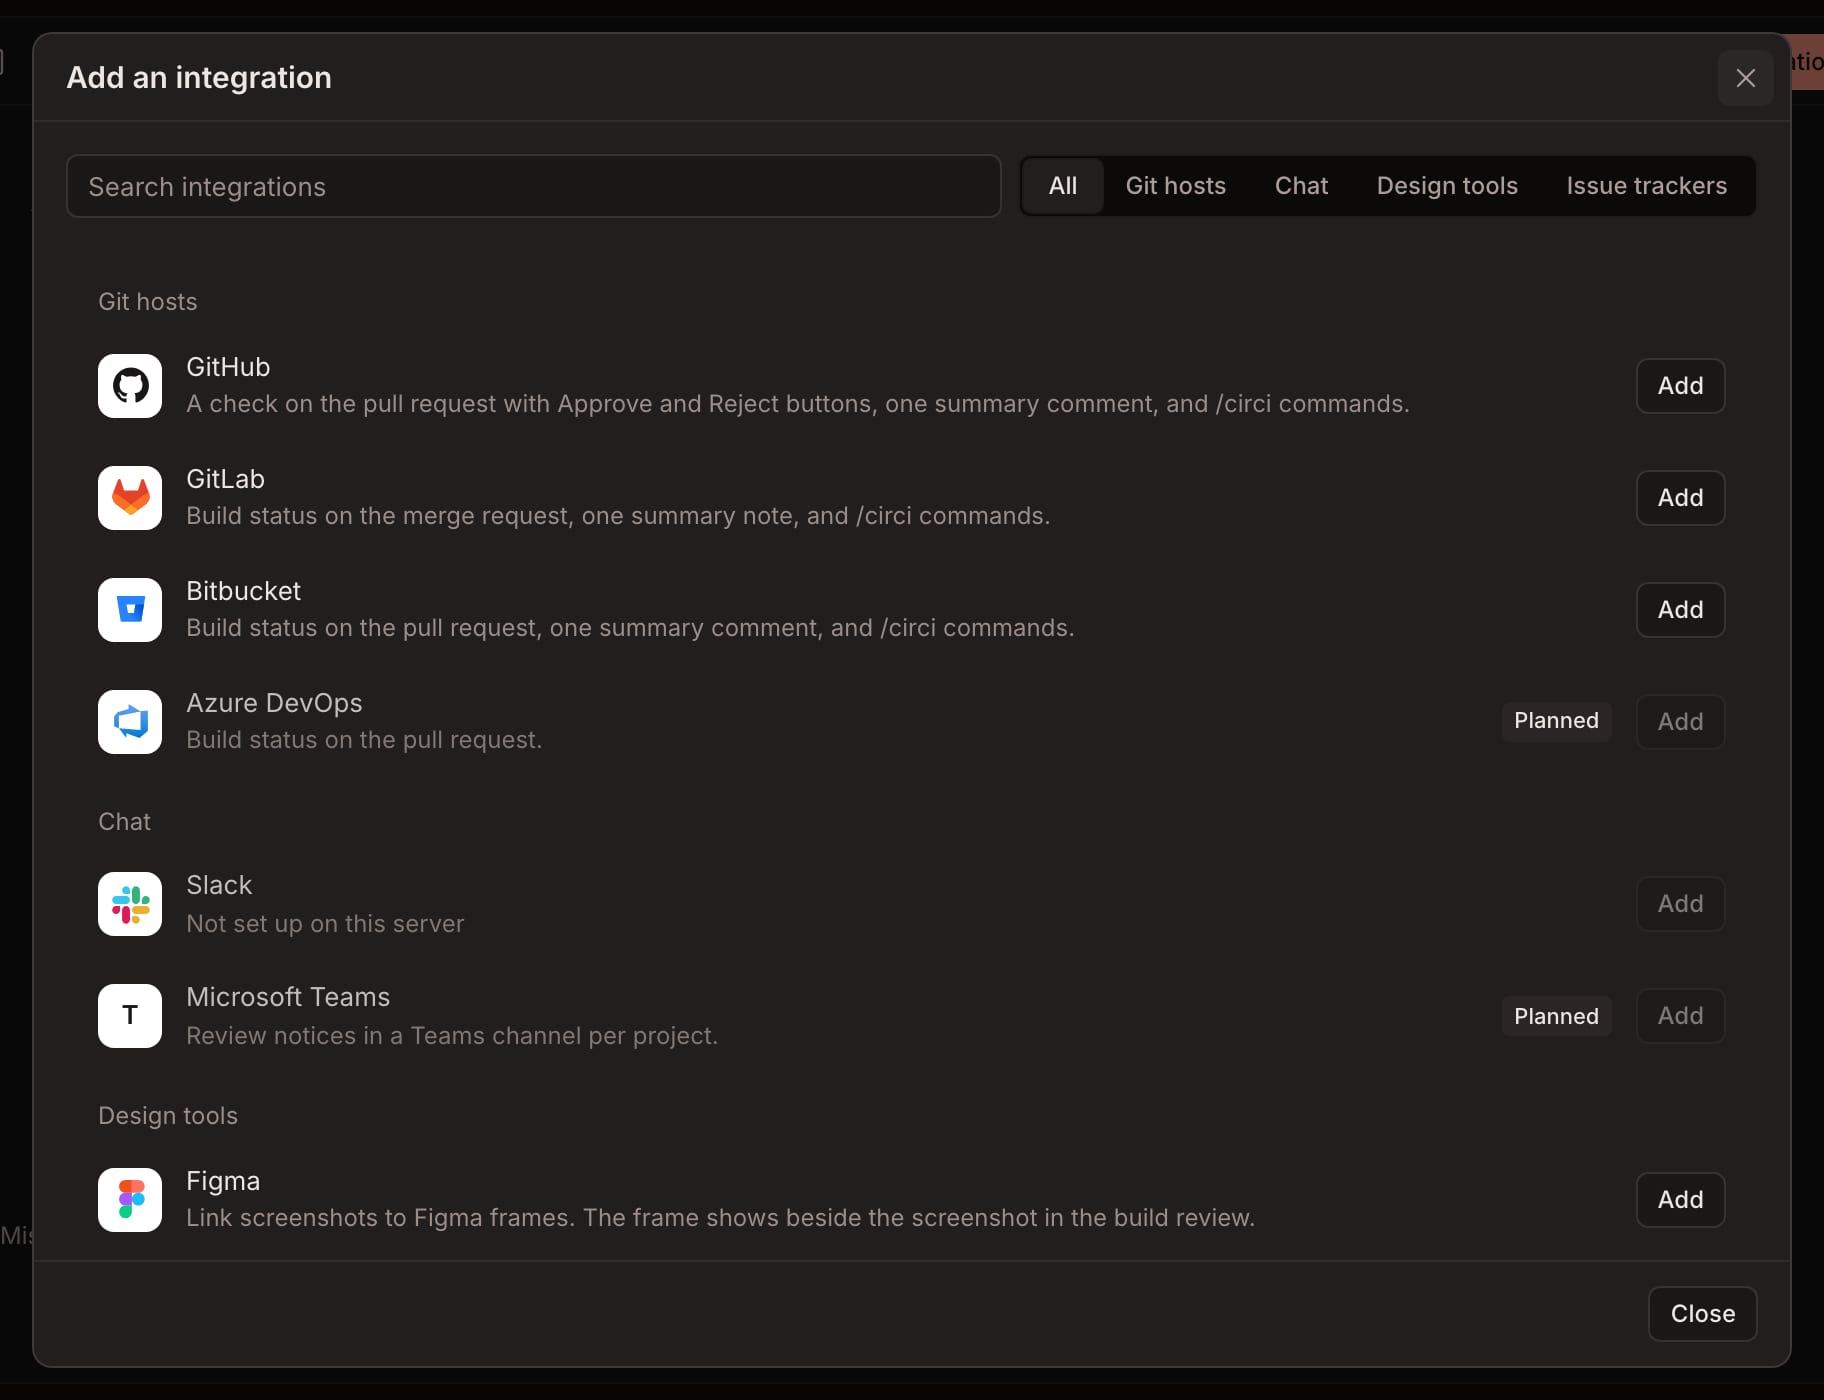 Add an integration
Search integrations
All
Git hosts
Chat
Design tools
Issue trackers
Git hosts
GitHub
A check on the pull request with Approve and Reject buttons, one summary comment, and /circi commands.
Add
GitLab
Build status on the merge request, one summary note, and /circi commands.
Add
Bitbucket
Build status on the pull request, one summary comment, and /circi commands.
Add
Azure DevOps
Build status on the pull request.
Planned
Add
Chat
Slack
Not set up on this server
Add
T
Microsoft Teams
Review notices in a Teams channel per project.
Planned
Add
Design tools
Figma
Link screenshots to Figma frames. The frame shows beside the screenshot in the build review.
Add
Close